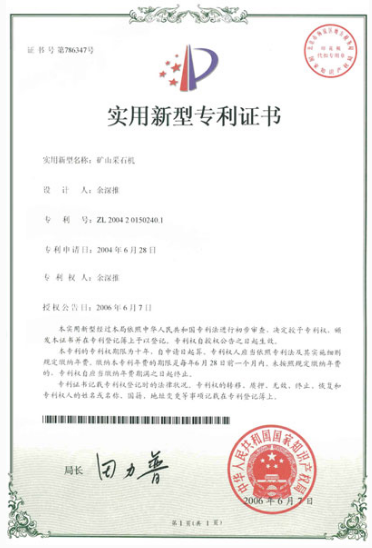 证书号第786347号
实用新型专利证书
实用新型名称：矿山采石机
设 计 人：余深推
专 利 号：ZL 2004 2 0150240.1
专利申请日：2004年6月28日
专 利 权 人：余深推
授权公告日：2006年6月7日
本实用新型经过本局依照中华人民共和国专利法进行初步审查，决定授予专利权，颁
发本证书并在专利登记簿上予以登记。专利权自授权公告之日起生效。
本专利的专利权期限为十年，自申请日起算。专利权人应当依照专利法及其实施细则
规定缴纳年费。缴纳本专利年费的期限是每年6月28日前一个月内。未按照规定缴纳年费
的，专利权自应当缴纳年费期满之日起终止。
专利证书记载专利权登记时的法律状况。专利权的转移、质押、无效、终止、恢复和
专利权人的姓名或名称、国籍、地址变更等事项记载在专利登记簿上。
局长 田力普
中华人民共和国国家知识产权局
2006年6月7日
第1页(共1页)